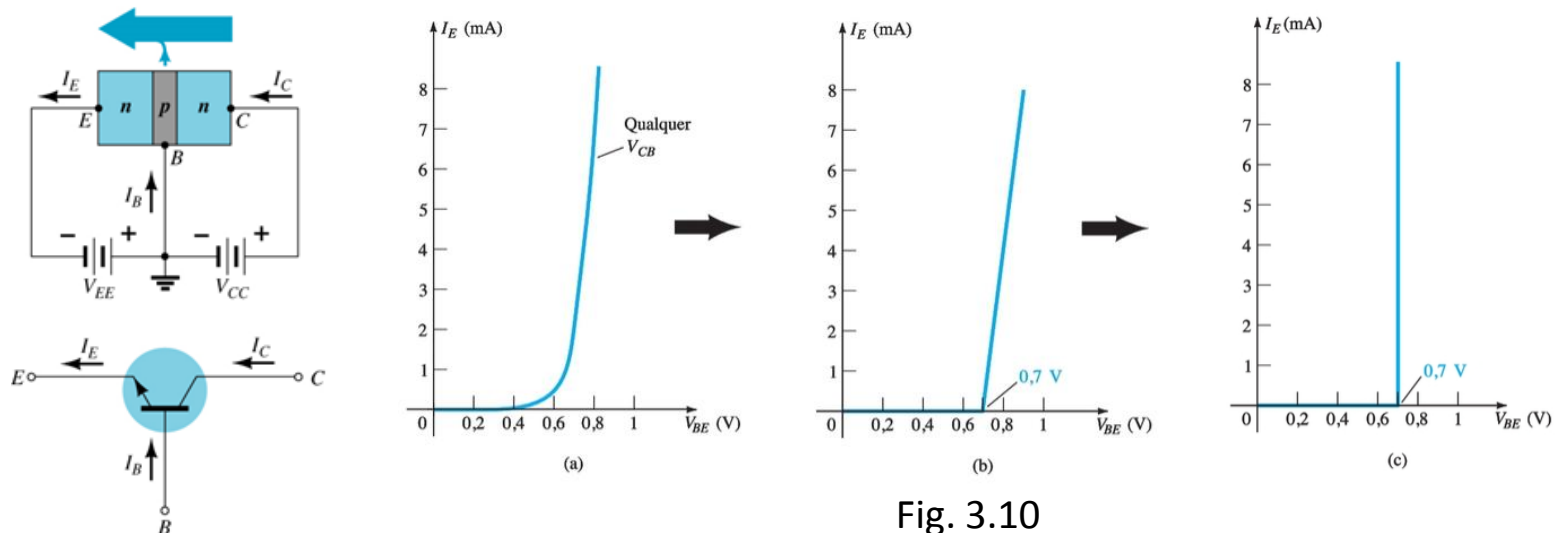 I_E
I_C
n p n
E
C
B
I_B
− + − +
V_EE
V_CC
I_E
I_C
E
C
I_B
B
I_E (mA)
8
7
6
5
4
3
2
1
0 0,2 0,4 0,6 0,8 1 V_BE (V)
Qualquer
V_CB
(a)
I_E (mA)
8
7
6
5
4
3
2
1
0,7 V
0 0,2 0,4 0,6 0,8 1 V_BE (V)
(b)
I_E (mA)
8
7
6
5
4
3
2
1
0,7 V
0 0,2 0,4 0,6 0,8 1 V_BE (V)
(c)
Fig. 3.10